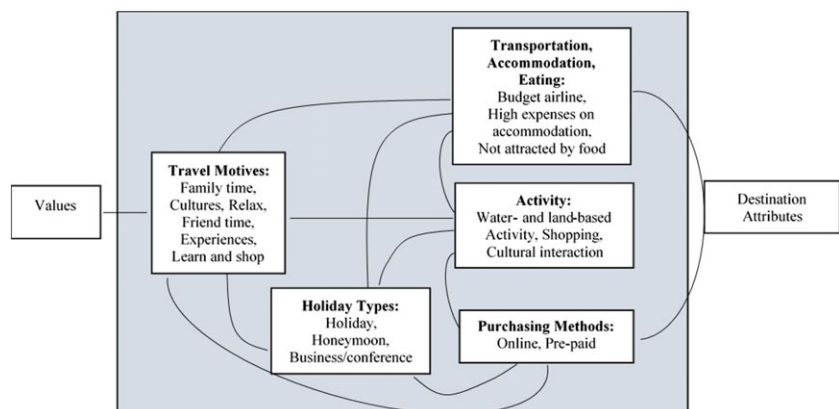 Values
Travel Motives:
Family time,
Cultures, Relax,
Friend time,
Experiences,
Learn and shop
Holiday Types:
Holiday,
Honeymoon,
Business/conference
Transportation,
Accommodation,
Eating:
Budget airline,
High expenses on
accommodation,
Not attracted by food
Activity:
Water- and land-based
Activity, Shopping,
Cultural interaction
Purchasing Methods:
Online, Pre-paid
Destination
Attributes